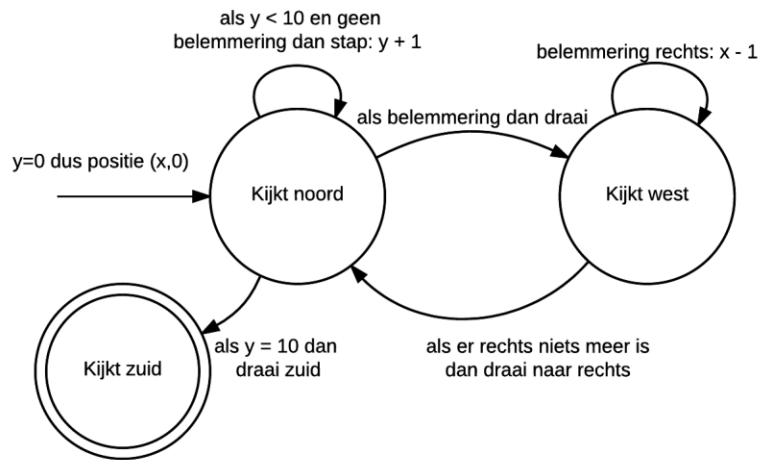 als y < 10 en geen
belemmering dan stap: y + 1
belemmering rechts: x - 1
als belemmering dan draai
y=0 dus positie (x,0)
Kijkt noord
Kijkt west
als y = 10 dan
draai zuid
als er rechts niets meer is
dan draai naar rechts
Kijkt zuid